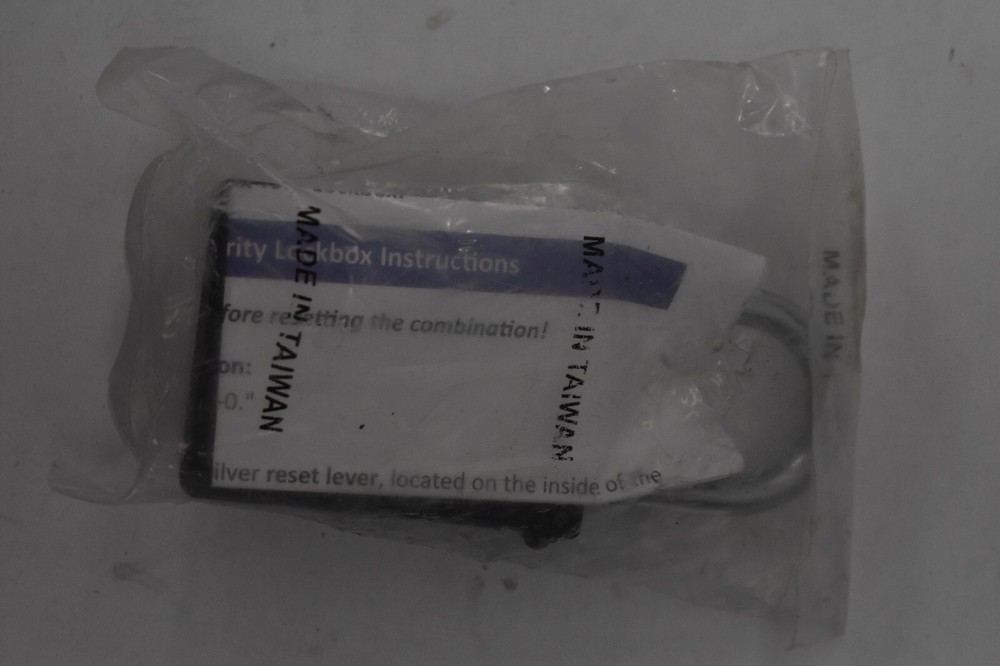 rity Lockbox Instructions
fore resetting the combination!
on:
-0."
ilver reset lever, located on the inside of the
MADE IN TAIWAN
MADE IN TAIWAN
MADE IN